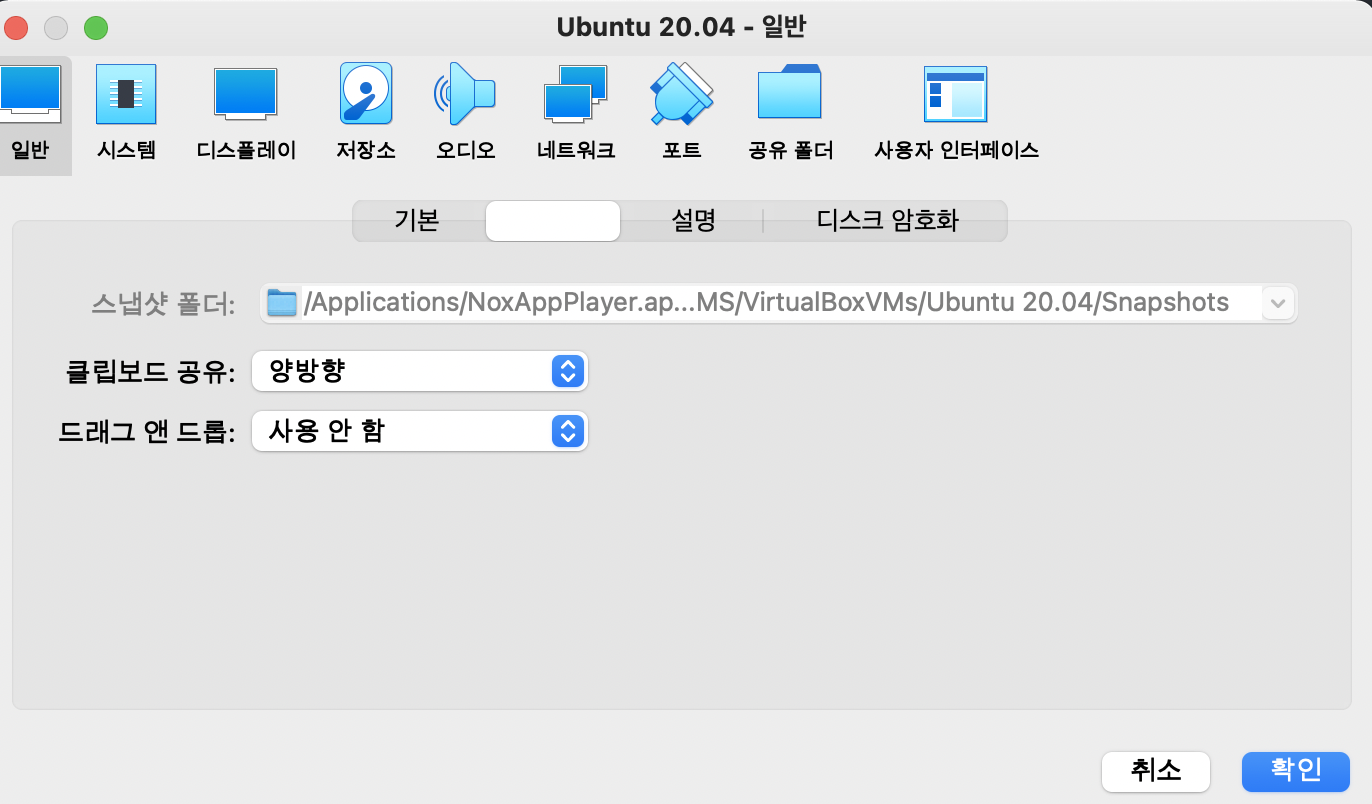 Ubuntu 20.04 - 일반
일반 시스템 디스플레이 저장소 오디오 네트워크 포트 공유 폴더 사용자 인터페이스
기본 설명 디스크 암호화
스냅샷 폴더: /Applications/NoxAppPlayer.ap...MS/VirtualBoxVMs/Ubuntu 20.04/Snapshots
클립보드 공유: 양방향
드래그 앤 드롭: 사용 안 함
취소 확인